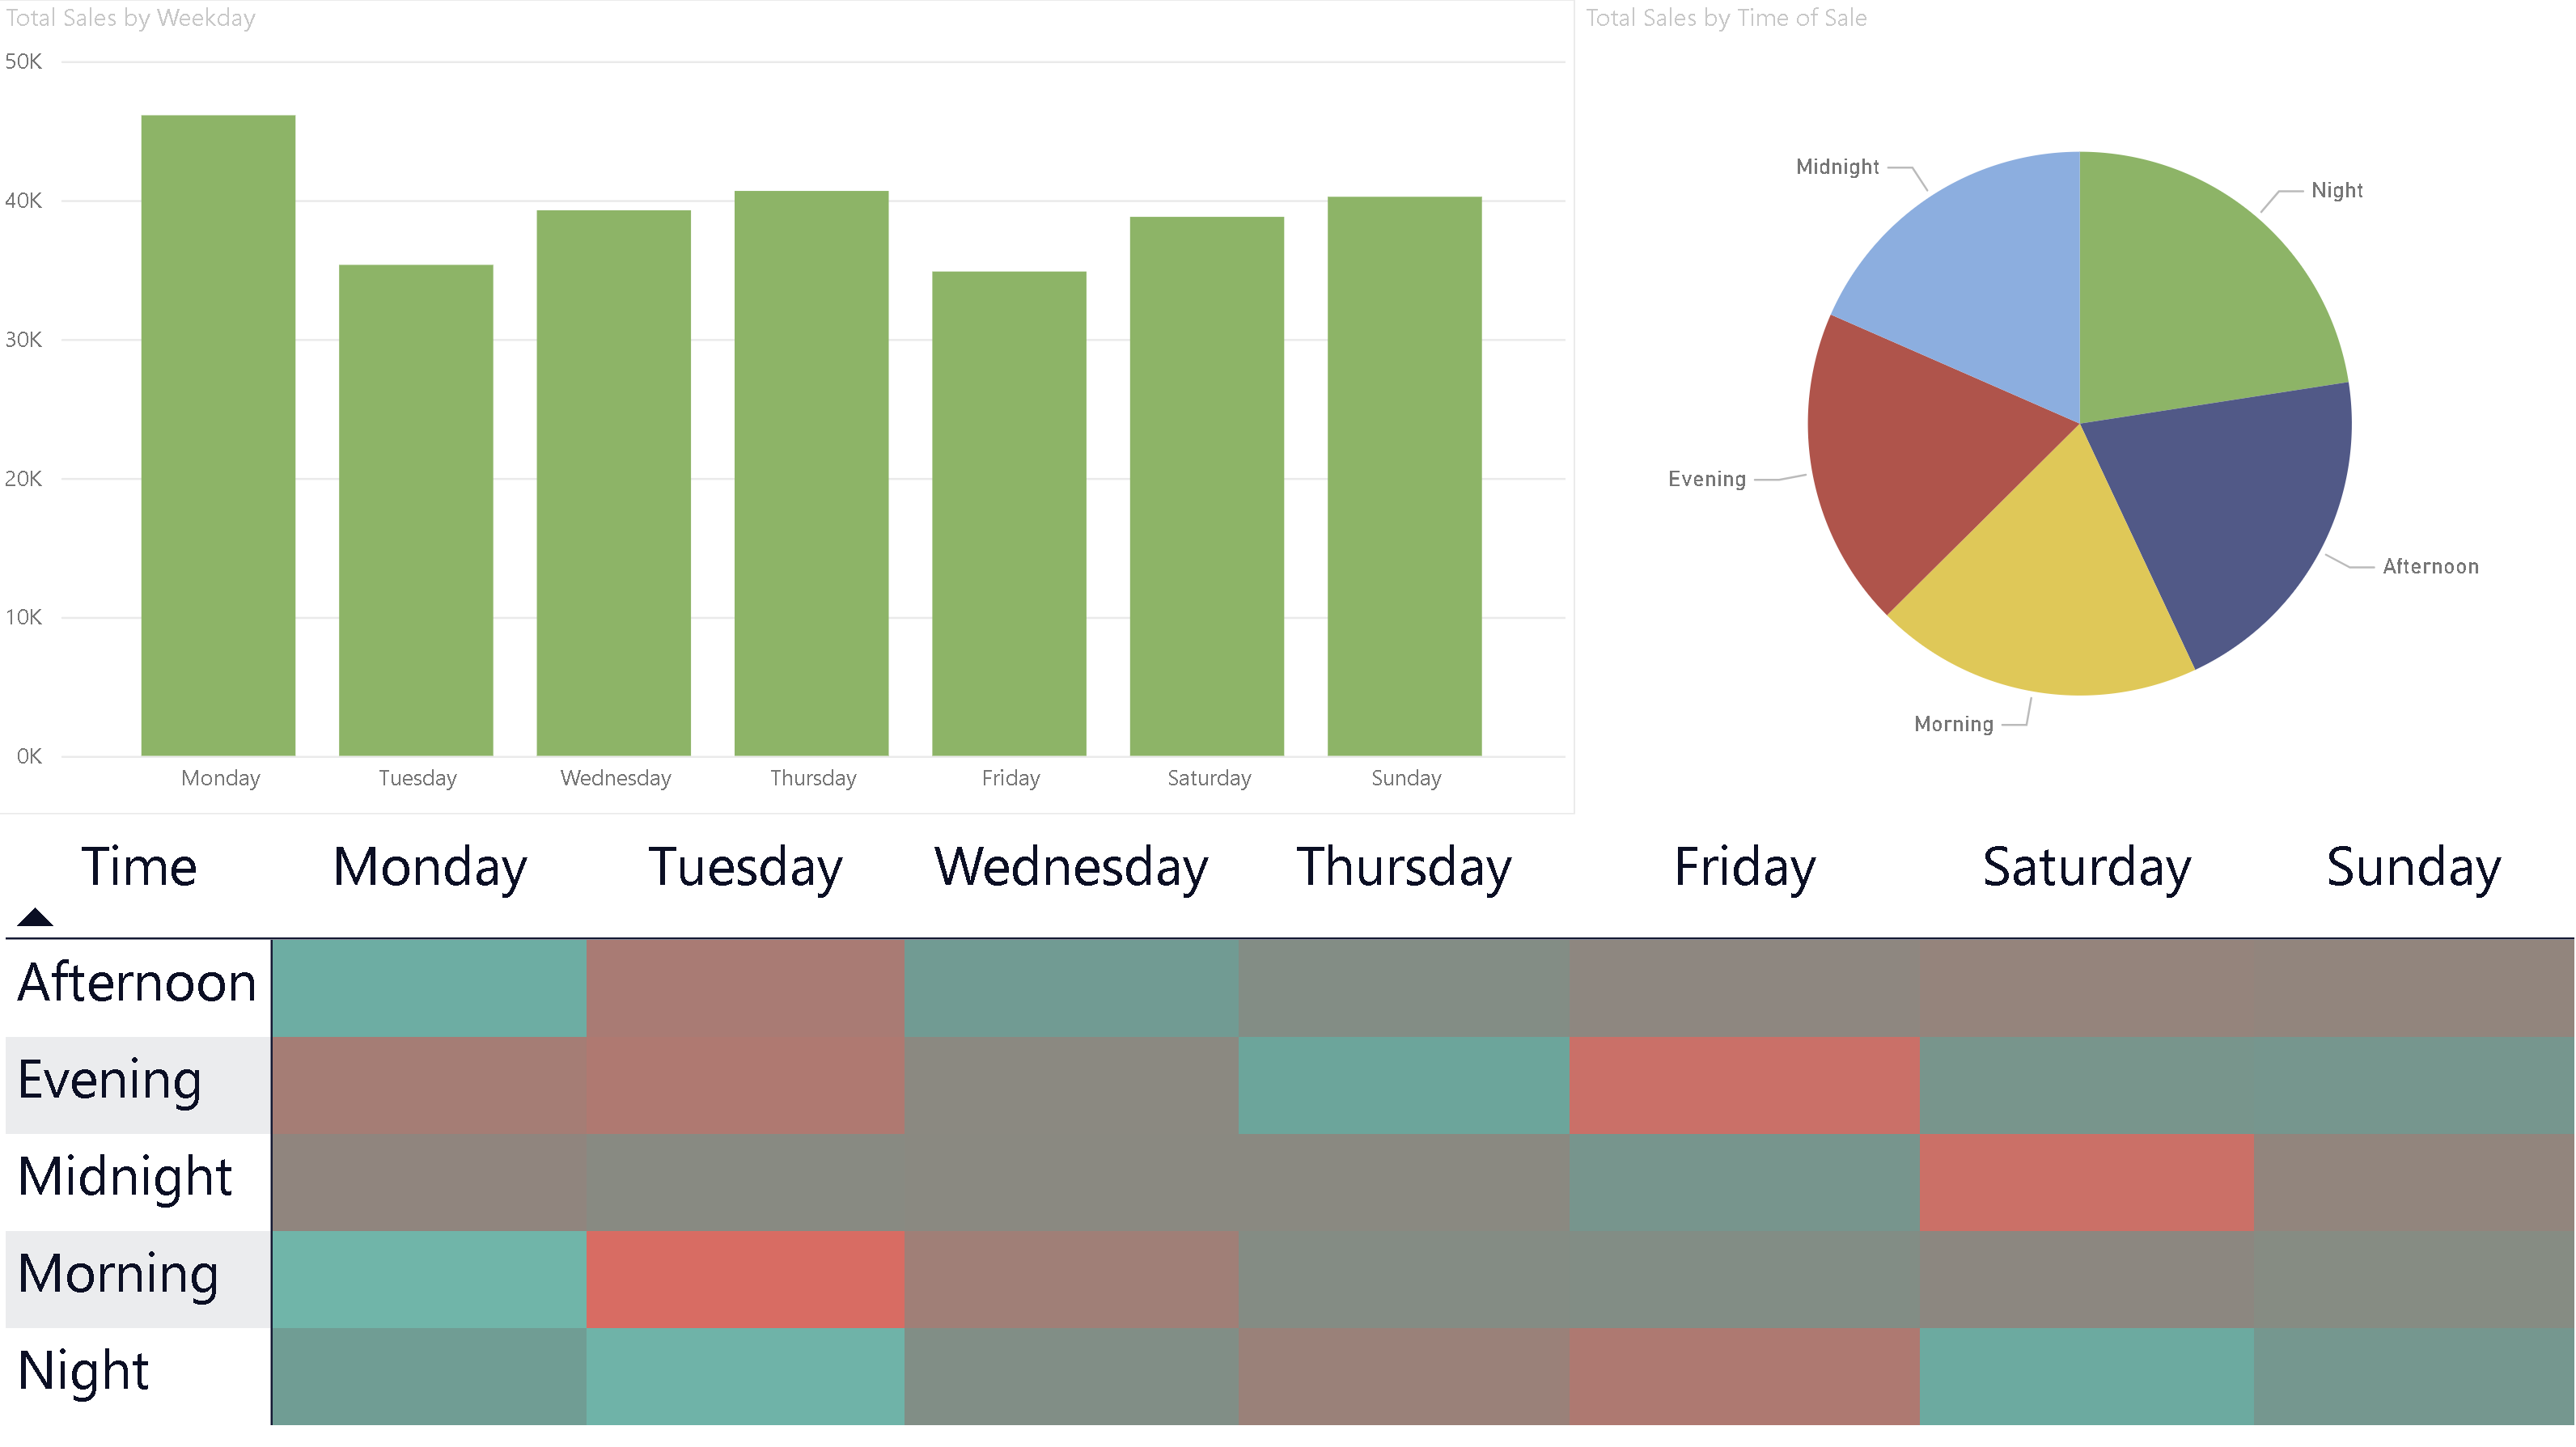 Total Sales by Weekday
50K
40K
30K
20K
10K
0K
Monday Tuesday Wednesday Thursday Friday Saturday Sunday
Total Sales by Time of Sale
Midnight
Night
Evening
Afternoon
Morning
Time Monday Tuesday Wednesday Thursday Friday Saturday Sunday
Afternoon
Evening
Midnight
Morning
Night